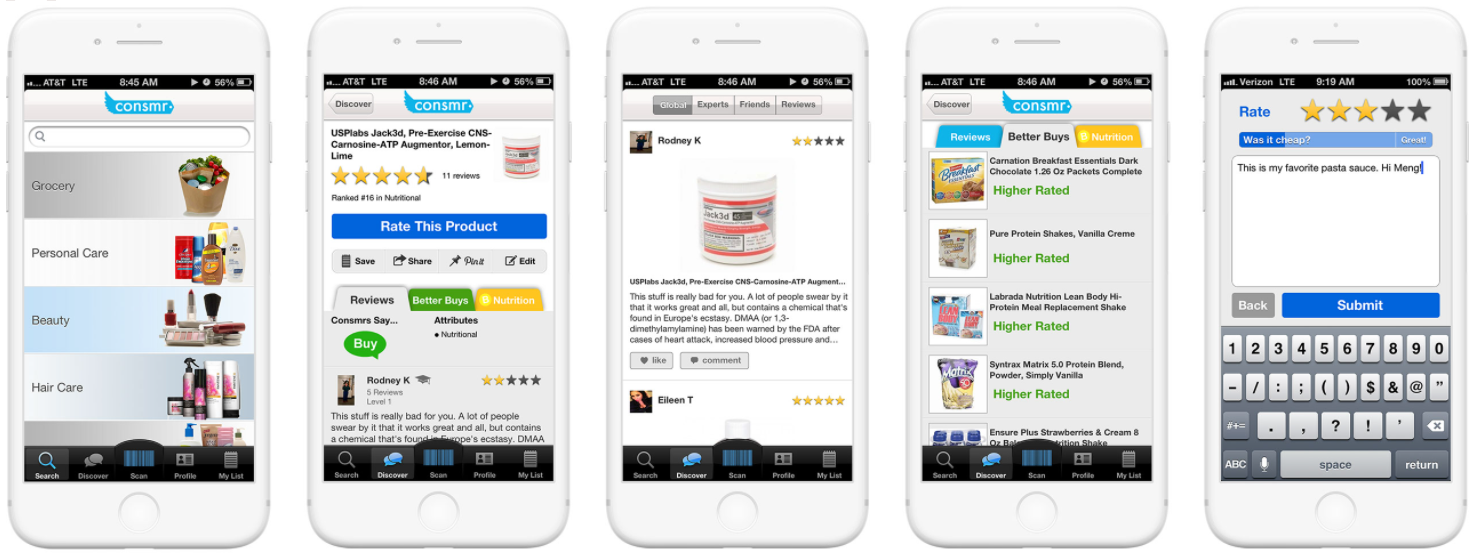 AT&T LTE 8:45 AM 56%
consmr
Grocery
Personal Care
Beauty
Hair Care
Search Discover Scan Profile My List
AT&T LTE 8:46 AM 56%
Discover consmr
USPlabs Jack3d, Pre-Exercise CNS-
Carnosine-ATP Augmentor, Lemon-
Lime
11 reviews
Ranked #16 in Nutritional
Rate This Product
Save Share Pin it Edit
Reviews Better Buys Nutrition
Consmrs Say... Attributes
• Nutritional
Buy
Rodney K
5 Reviews
Level 1
This stuff is really bad for you. A lot of people
swear by it that it works great and all, but contains
a chemical that's found in Europe's ecstasy. DMAA
Search Discover Scan Profile My List
AT&T LTE 8:46 AM 56%
Global Experts Friends Reviews
Rodney K
Jack3d
USPlabs Jack3d, Pre-Exercise CNS-Carnosine-ATP Augment...
This stuff is really bad for you. A lot of people swear by it
that it works great and all, but contains a chemical that's
found in Europe's ecstasy. DMAA (or 1,3-
dimethylamylamine) has been warned by the FDA after
cases of heart attack, increased blood pressure and...
like comment
Eileen T
Search Discover Scan Profile My List
AT&T LTE 8:46 AM 56%
Discover consmr
Reviews Better Buys Nutrition
Carnation Breakfast Essentials Dark
Chocolate 1.26 Oz Packets Complete
Higher Rated
Pure Protein Shakes, Vanilla Creme
Higher Rated
Labrada Nutrition Lean Body Hi-
Protein Meal Replacement Shake
Higher Rated
Syntrax Matrix 5.0 Protein Blend,
Powder, Simply Vanilla
Higher Rated
Ensure Plus Strawberries & Cream 8
Search Discover Scan Profile My List
Verizon LTE 9:19 AM 100%
Rate
Was it cheap? Great!
This is my favorite pasta sauce. Hi Meng!
Back Submit
1 2 3 4 5 6 7 8 9 0
- / : ; ( ) $ & @ "
#+= . , ? ! '
ABC space return